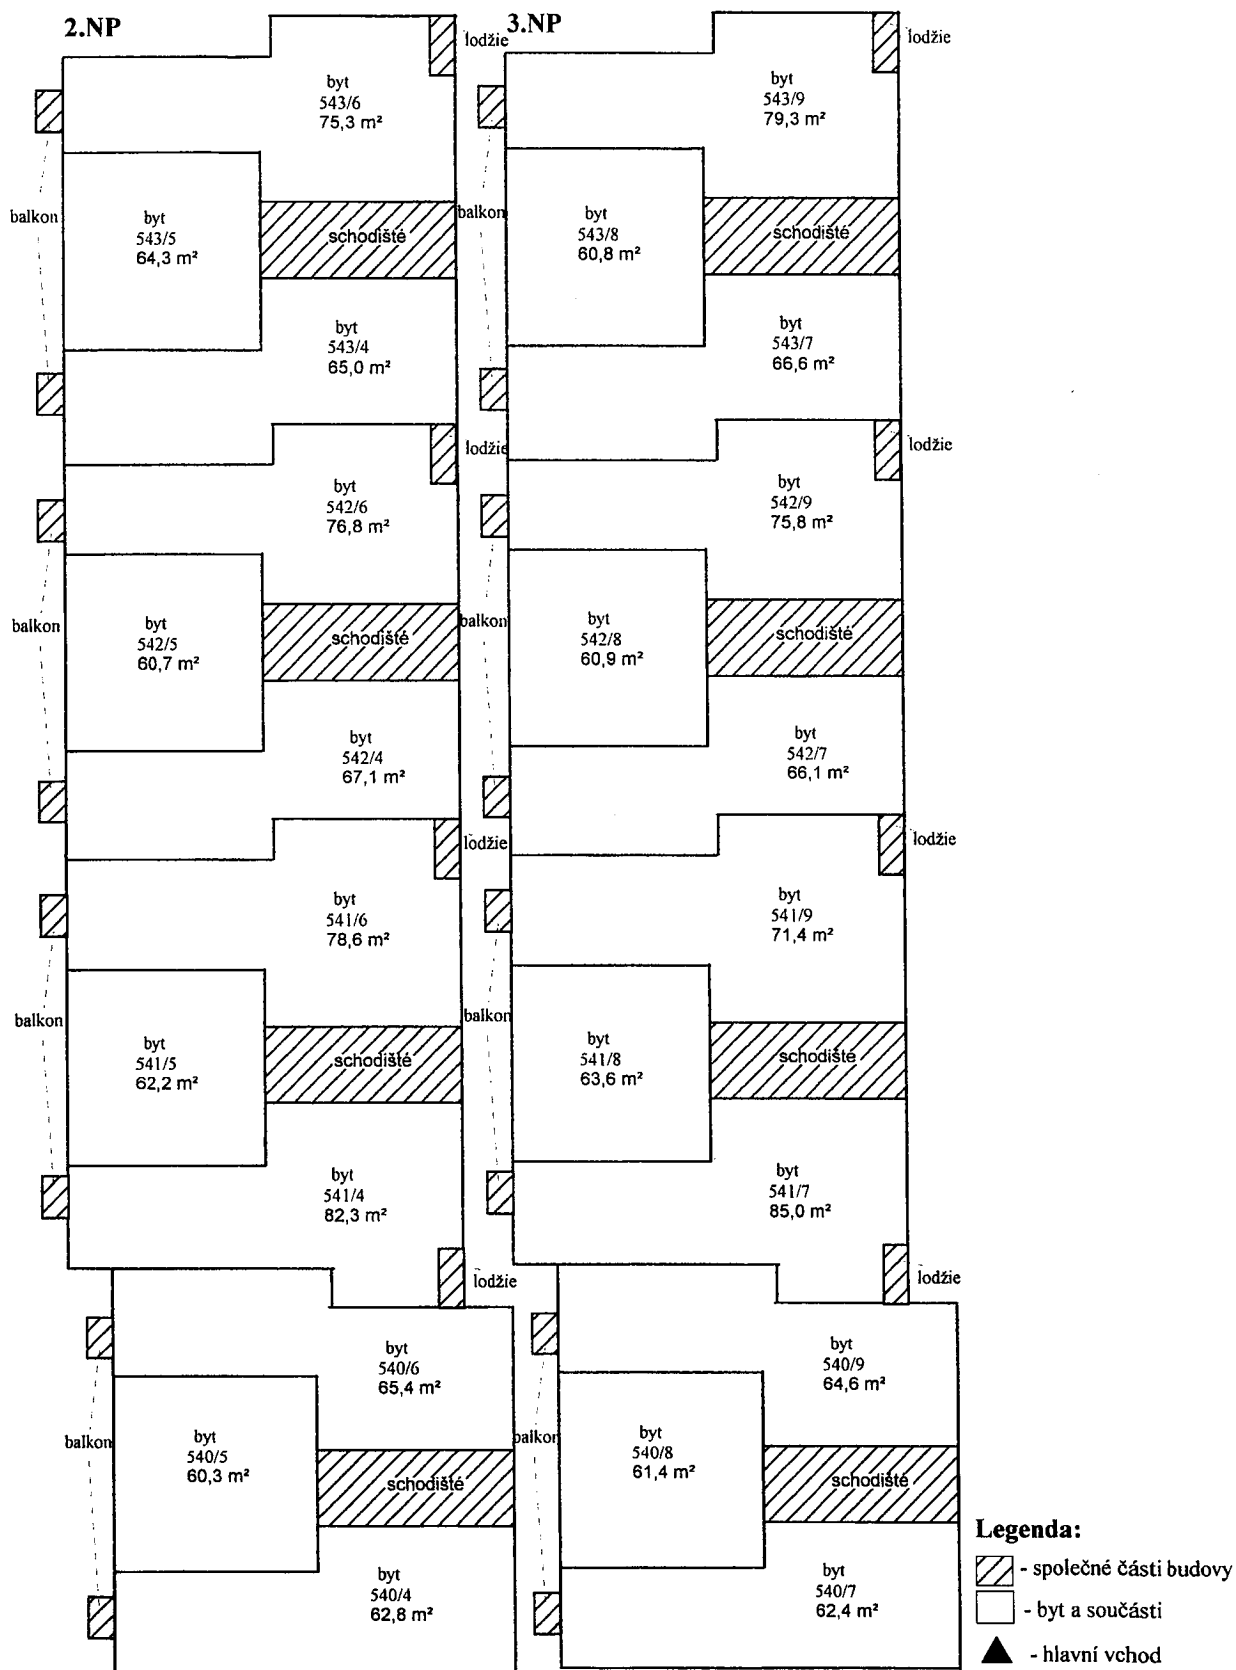 2.NP
lodžie
byt
543/6
75,3 m²
balkon
byt
543/5
64,3 m²
schodiště
byt
543/4
65,0 m²
lodžie
byt
542/6
76,8 m²
balkon
byt
542/5
60,7 m²
schodiště
byt
542/4
67,1 m²
lodžie
byt
541/6
78,6 m²
balkon
byt
541/5
62,2 m²
schodiště
byt
541/4
82,3 m²
lodžie
byt
540/6
65,4 m²
balkon
byt
540/5
60,3 m²
schodiště
byt
540/4
62,8 m²
3.NP
lodžie
byt
543/9
79,3 m²
balkon
byt
543/8
60,8 m²
schodiště
byt
543/7
66,6 m²
lodžie
byt
542/9
75,8 m²
balkon
byt
542/8
60,9 m²
schodiště
byt
542/7
66,1 m²
lodžie
byt
541/9
71,4 m²
balkon
byt
541/8
63,6 m²
schodiště
byt
541/7
85,0 m²
lodžie
byt
540/9
64,6 m²
balkon
byt
540/8
61,4 m²
schodiště
byt
540/7
62,4 m²
Legenda:
- společné části budovy
- byt a součásti
- hlavní vchod